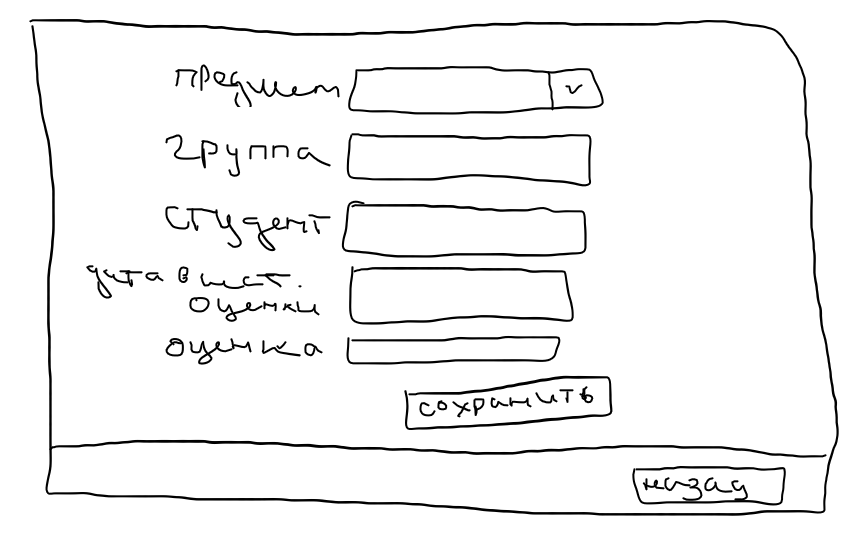 предмет
группа
студент
дата выст.
оценки
оценка
сохранить
назад